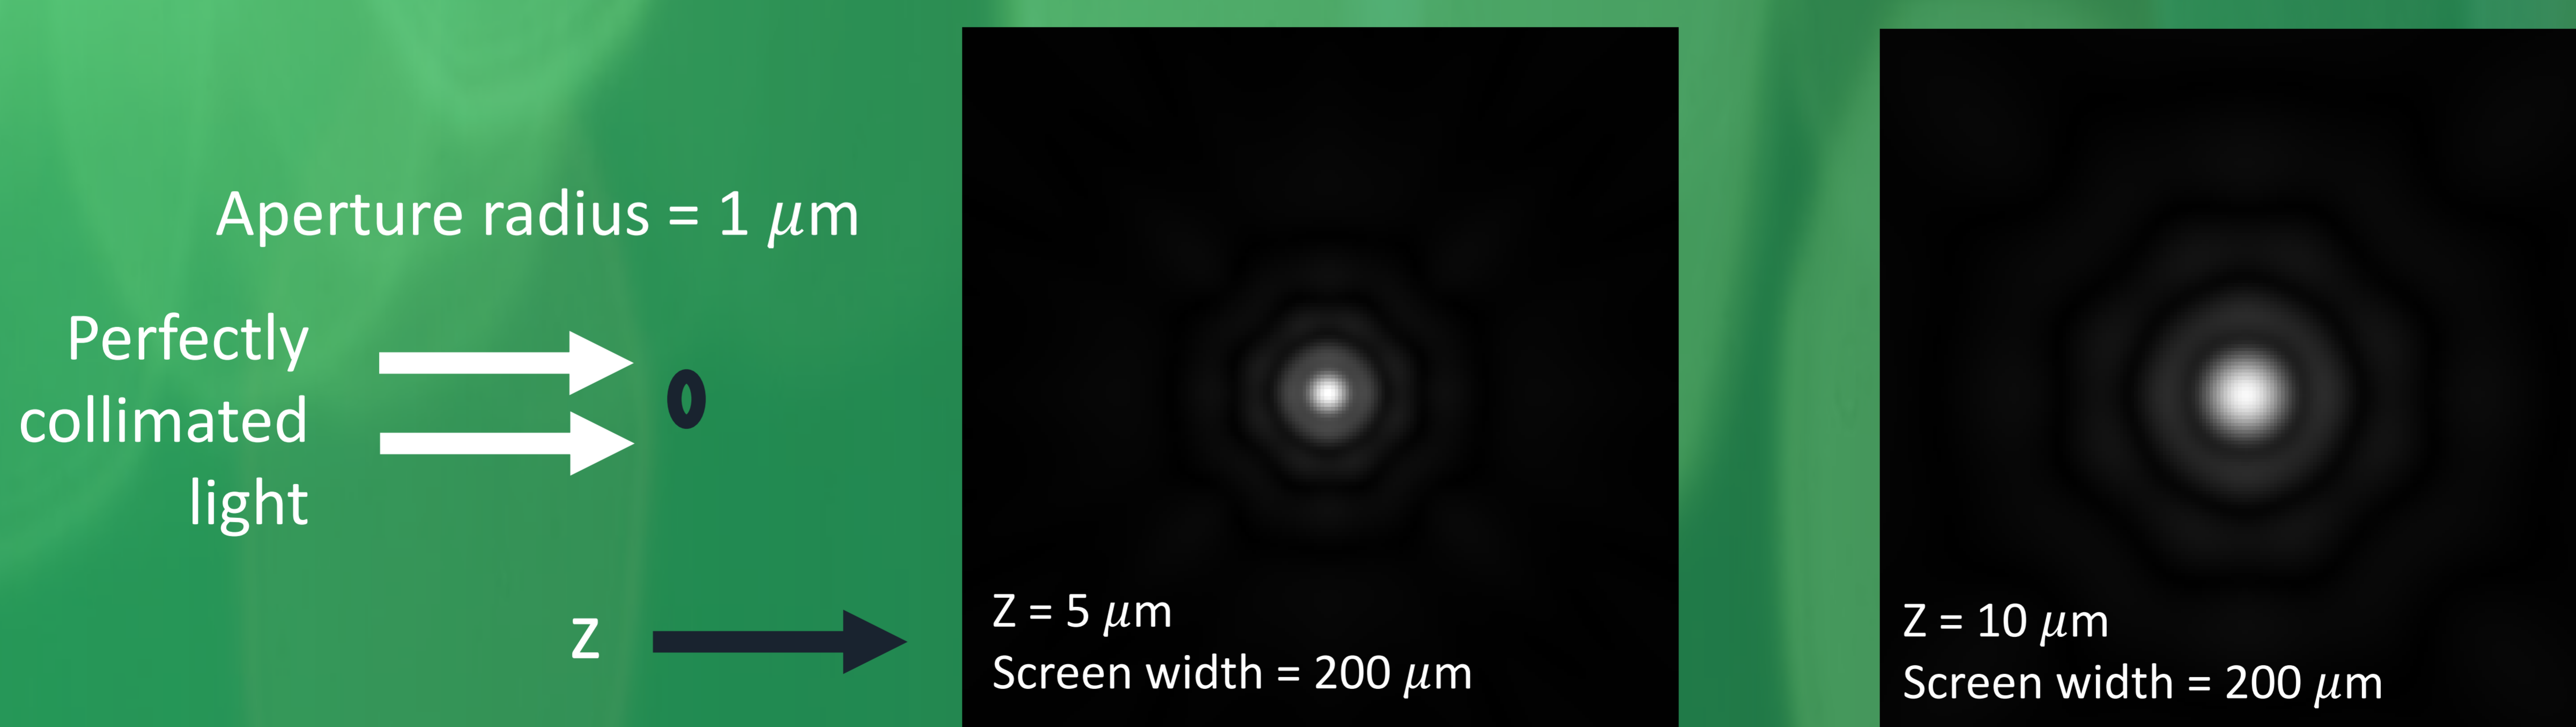 Aperture radius = 1 𝜇m
Perfectly
collimated
light
Z
Z = 5 𝜇m
Screen width = 200 𝜇m
Z = 10 𝜇m
Screen width = 200 𝜇m